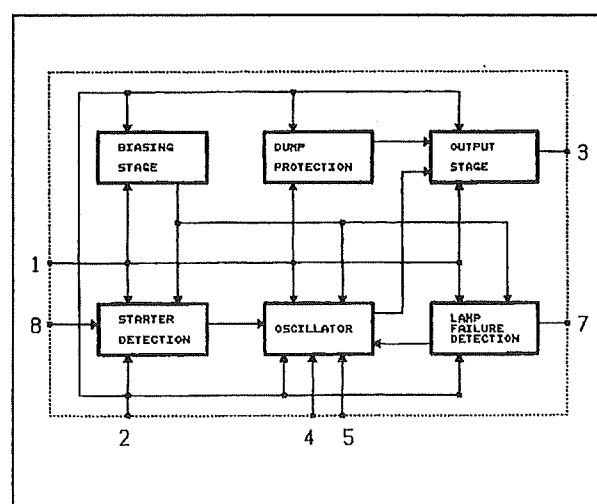 BIASING
STAGE
DUMP
PROTECTION
OUTPUT
STAGE
3
1
8
STARTER
DETECTION
OSCILLATOR
LAMP
FAILURE
DETECTION
7
2
4
5